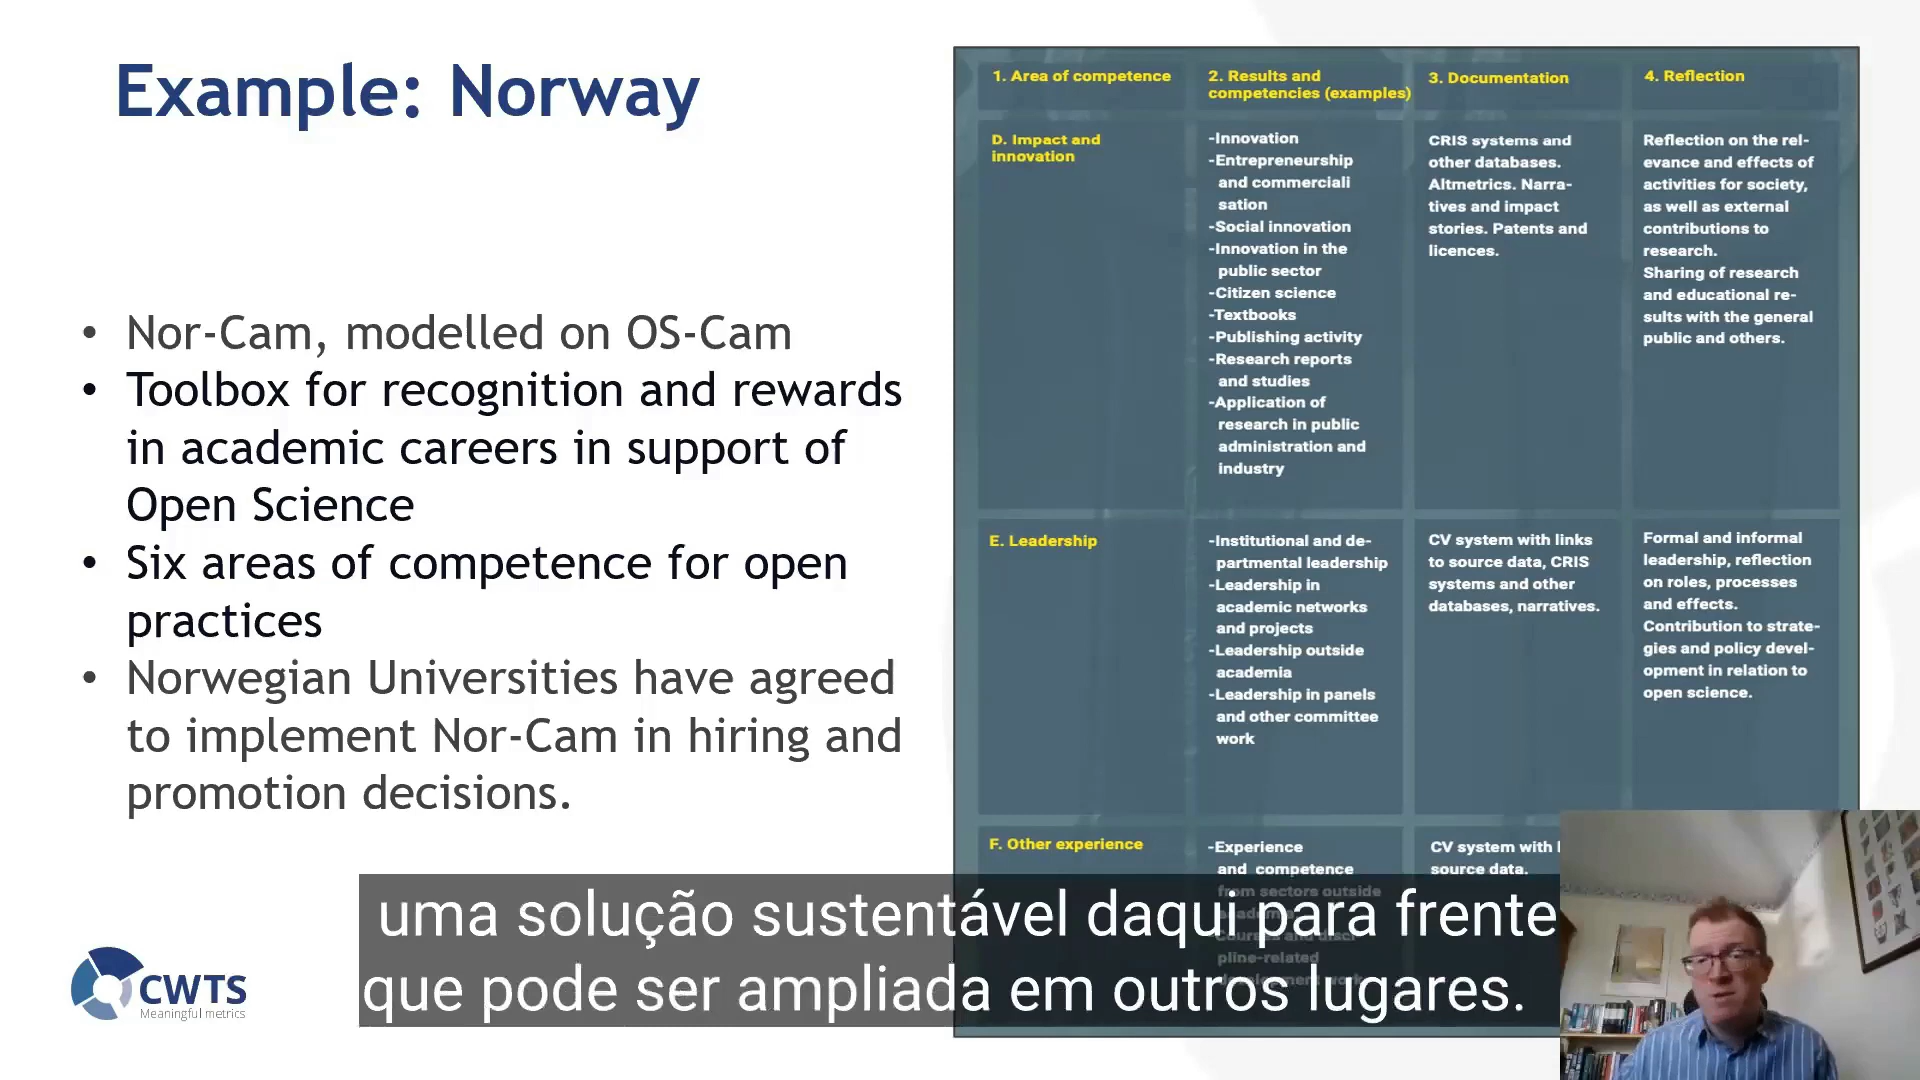 Example: Norway
• Nor-Cam, modelled on OS-Cam
• Toolbox for recognition and rewards
in academic careers in support of
Open Science
• Six areas of competence for open
practices
• Norwegian Universities have agreed
to implement Nor-Cam in hiring and
promotion decisions.
1. Area of competence
2. Results and
competencies (examples)
3. Documentation
4. Reflection
D. Impact and
innovation
-Innovation
-Entrepreneurship
and commerciali
sation
-Social innovation
-Innovation in the
public sector
-Citizen science
-Textbooks
-Publishing activity
-Research reports
and studies
-Application of
research in public
administration and
industry
CRIS systems and
other databases.
Altmetrics. Narra-
tives and impact
stories. Patents and
licences.
Reflection on the rel-
evance and effects of
activities for society,
as well as external
contributions to
research.
Sharing of research
and educational re-
sults with the general
public and others.
E. Leadership
-Institutional and de-
partmental leadership
-Leadership in
academic networks
and projects
-Leadership outside
academia
-Leadership in panels
and other committee
work
CV system with links
to source data, CRIS
systems and other
databases, narratives.
Formal and informal
leadership, reflection
on roles, processes
and effects.
Contribution to strate-
gies and policy devel-
opment in relation to
open science.
F. Other experience
-Experience
and competence
from sectors outside
pline-related
CV system with
source data.
uma solução sustentável daqui para frente
que pode ser ampliada em outros lugares.
CWTS
Meaningful metrics